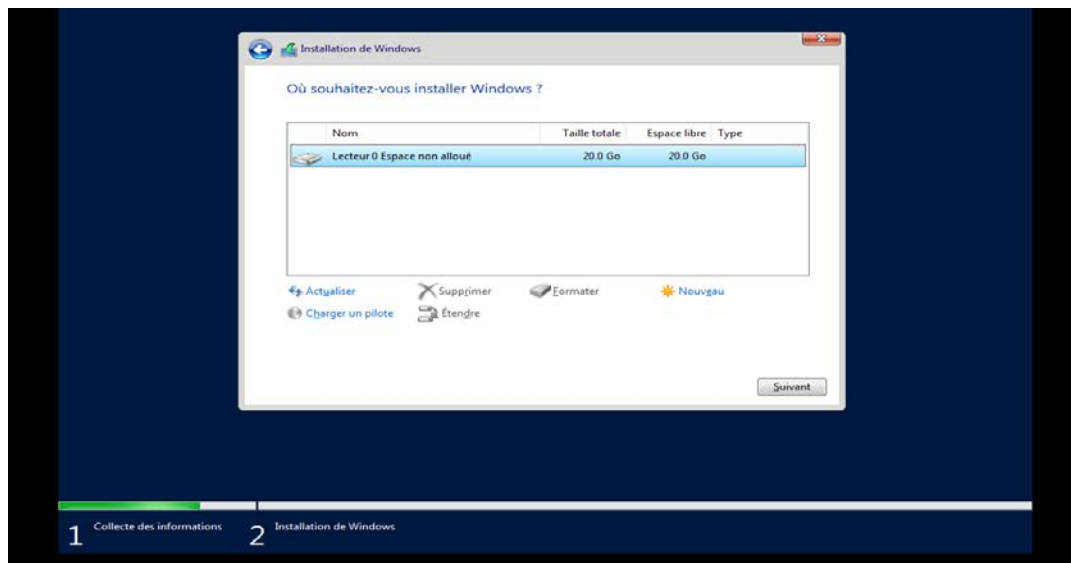 Installation de Windows
Où souhaitez-vous installer Windows ?
Nom Taille totale Espace libre Type
Lecteur 0 Espace non alloué 20.0 Go 20.0 Go
Actualiser Supprimer Formater Nouveau
Charger un pilote Étendre
Suivant
1 Collecte des informations 2 Installation de Windows